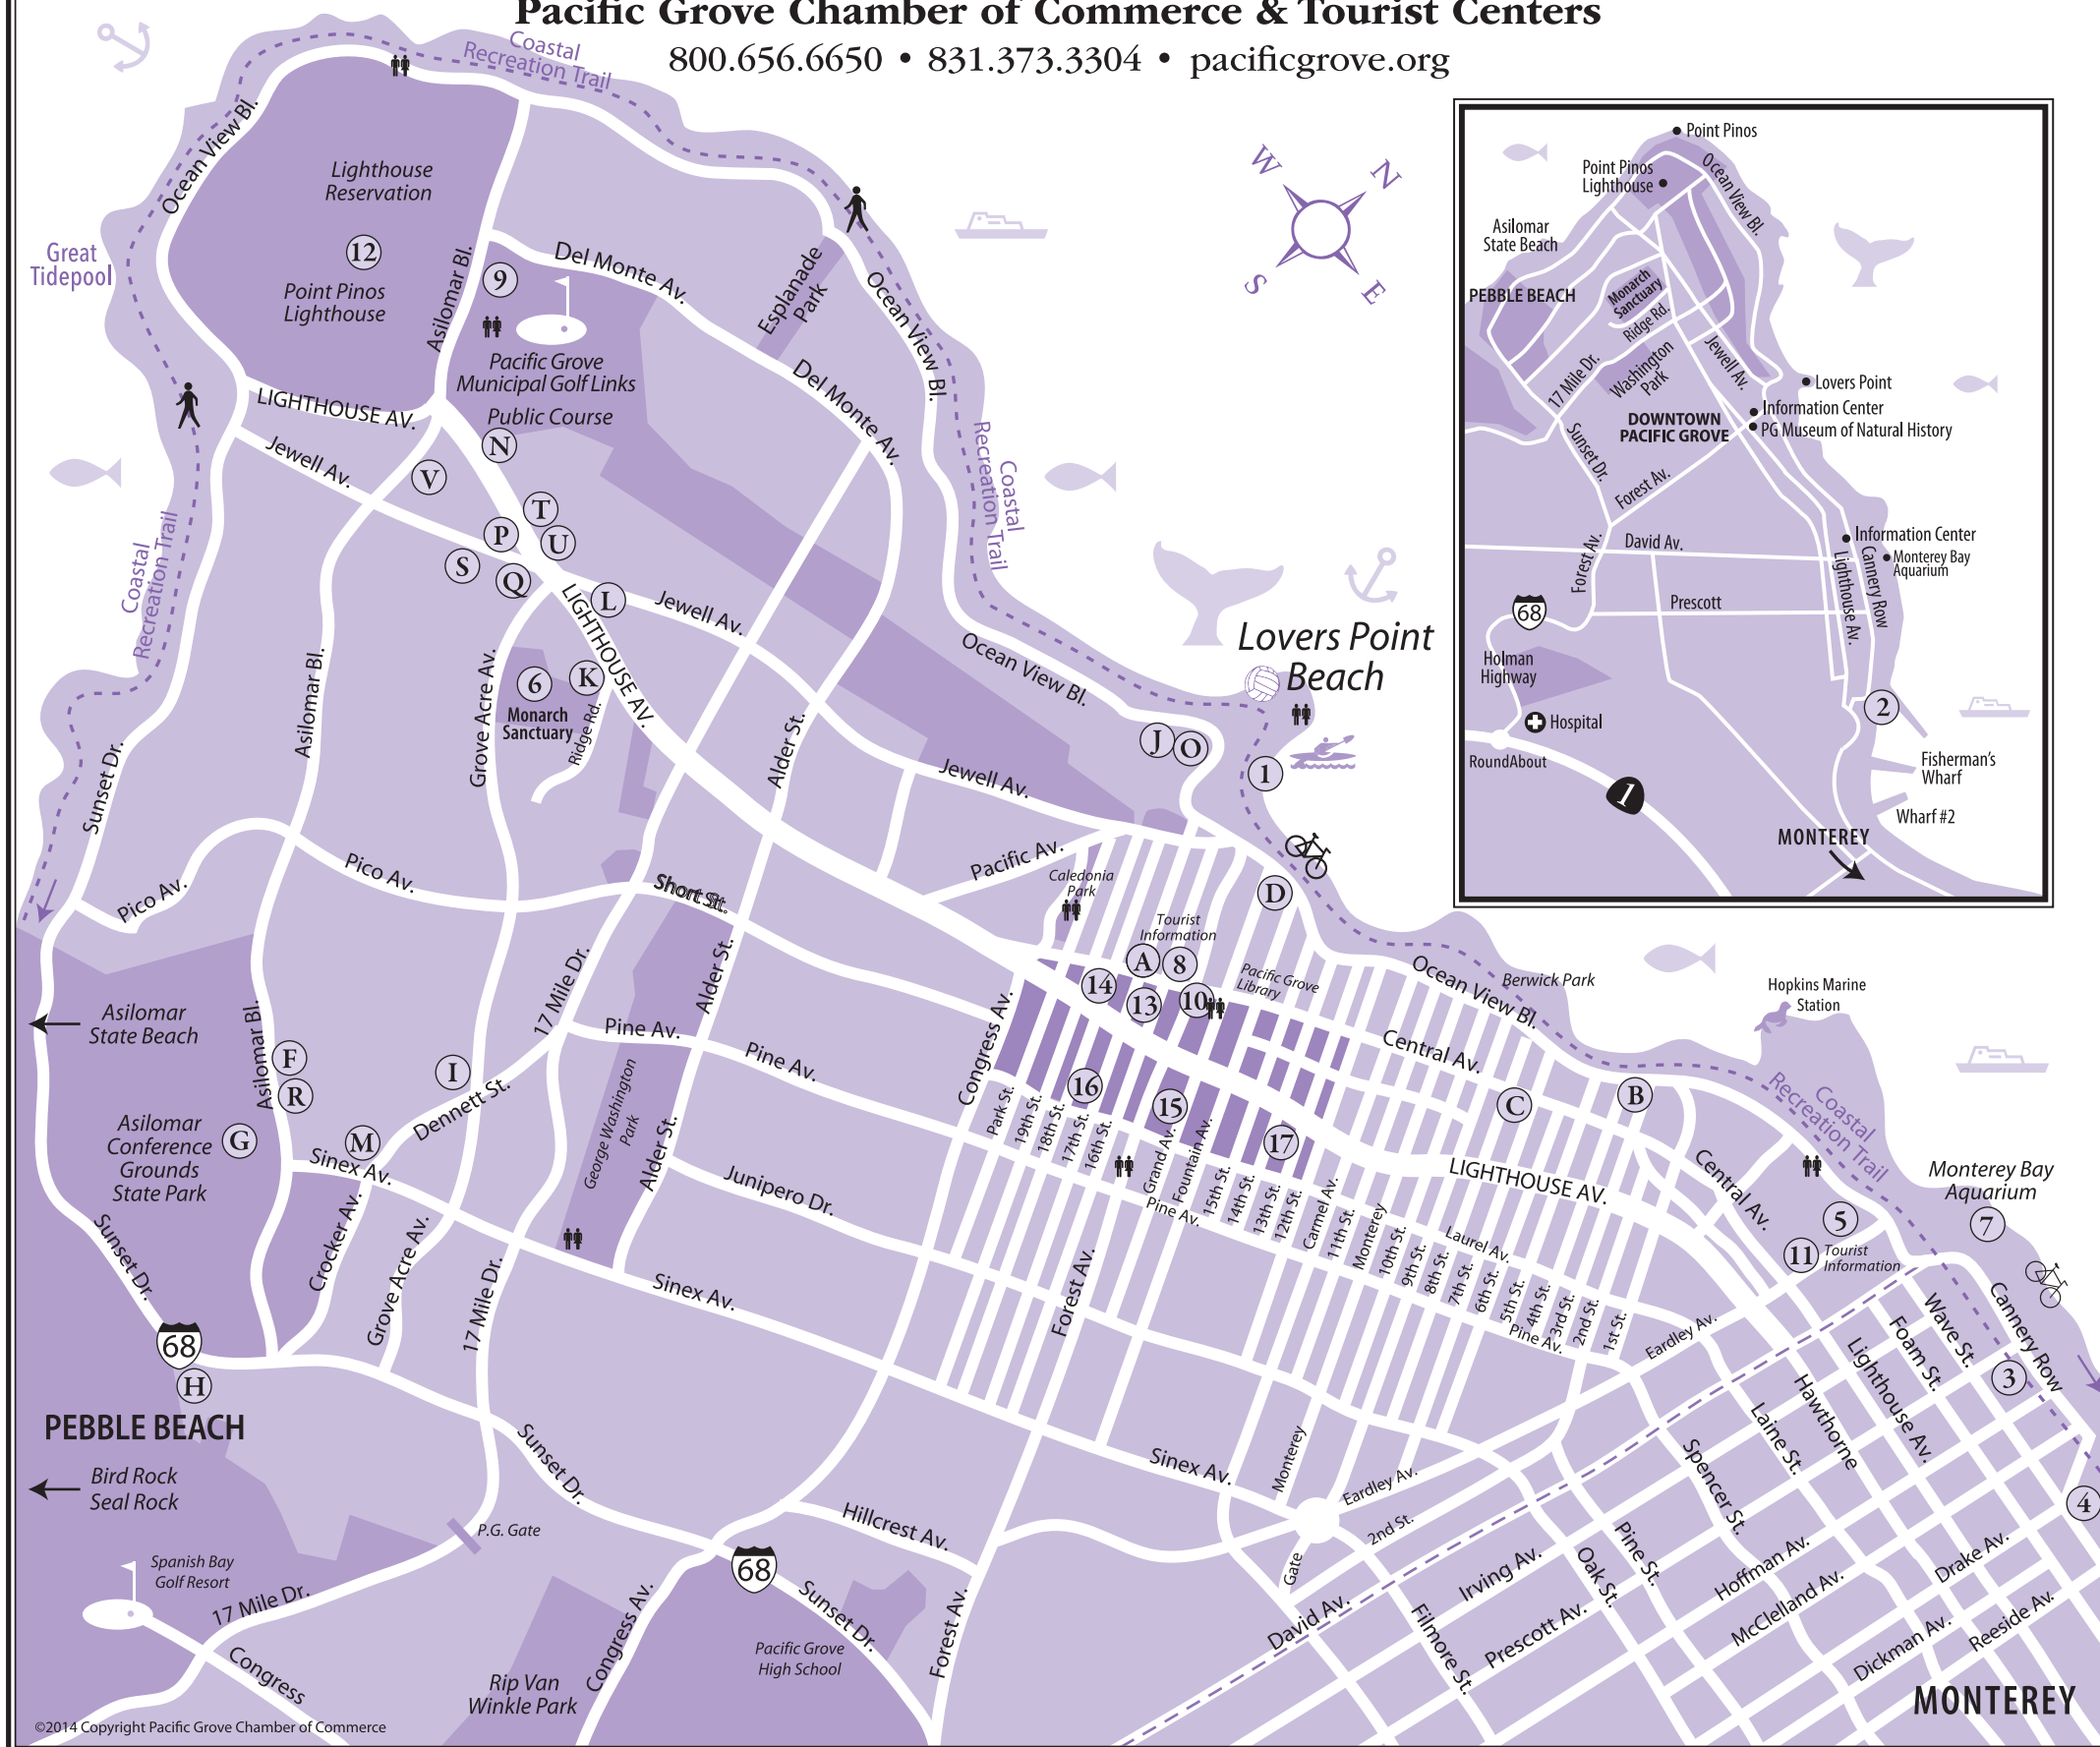 Pacific Grove Chamber of Commerce & Tourist Centers
800.656.6650 • 831.373.3304 • pacificgrove.org
Coastal
Recreation Trail
Ocean View Bl.
Lighthouse
Reservation
12
Point Pinos
Lighthouse
Great
Tidepool
Asilomar Bl.
9
Del Monte Av.
Esplanade
Park
Ocean View Bl.
Pacific Grove
Municipal Golf Links
Public Course
Del Monte Av.
W
N
S
E
LIGHTHOUSE AV.
Jewell Av.
N
V
T
P
U
S
Q
L
Coastal
Recreation Trail
Coastal
Recreation Trail
LIGHTHOUSE AV.
Jewell Av.
Ocean View Bl.
Lovers Point
Beach
Asilomar Bl.
Grove Acre Av.
6
K
Monarch
Sanctuary
Ridge Rd.
Alder St.
J
O
1
Jewell Av.
Sunset Dr.
Pico Av.
Pico Av.
Short St.
Pacific Av.
Caledonia
Park
D
Tourist
Information
A
8
14
13
10
Pacific Grove
Library
Ocean View Bl.
Berwick Park
Hopkins Marine
Station
Asilomar
State Beach
Asilomar Bl.
F
R
I
17 Mile Dr.
Alder St.
Pine Av.
Pine Av.
Congress Av.
Central Av.
Dennett St.
George Washington
Park
16
15
17
C
B
Coastal
Recreation Trail
Asilomar
Conference
Grounds
State Park
G
M
Sinex Av.
Alder St.
Junipero Dr.
Park St.
19th St.
18th St.
17th St.
16th St.
Grand Av.
Fountain Av.
Pine Av.
15th St.
14th St.
13th St.
12th St.
Carmel Av.
11th St.
Monterey
10th St.
9th St.
8th St.
7th St.
6th St.
5th St.
4th St.
3rd St.
2nd St.
1st St.
Laurel Av.
Pine Av.
LIGHTHOUSE AV.
Central Av.
Monterey Bay
Aquarium
7
5
11
Tourist
Information
Sunset Dr.
Crocker Av.
Grove Acre Av.
17 Mile Dr.
Sinex Av.
Forest Av.
Eardley Av.
Wave St.
Cannery Row
Foam St.
Lighthouse Av.
3
Hawthorne
Laine St.
Spencer St.
68
H
PEBBLE BEACH
Bird Rock
Seal Rock
Sunset Dr.
P.G. Gate
Hillcrest Av.
Sinex Av.
Monterey
Eardley Av.
2nd St.
Gate
4
Spanish Bay
Golf Resort
17 Mile Dr.
Congress
68
Sunset Dr.
Congress Av.
Rip Van
Winkle Park
Pacific Grove
High School
Forest Av.
David Av.
Filmore St.
Irving Av.
Prescott Av.
Oak St.
Pine St.
Hoffman Av.
McClelland Av.
Drake Av.
Dickman Av.
Reeside Av.
MONTEREY
©2014 Copyright Pacific Grove Chamber of Commerce
Point Pinos
Point Pinos
Lighthouse
Ocean View Bl.
Asilomar
State Beach
PEBBLE BEACH
Monarch
Sanctuary
Ridge Rd.
17 Mile Dr.
Washington
Park
Jewell Av.
Lovers Point
Information Center
PG Museum of Natural History
DOWNTOWN
PACIFIC GROVE
Sunset Dr.
Forest Av.
Forest Av.
David Av.
Information Center
Monterey Bay
Aquarium
Lighthouse Av.
Cannery Row
68
Prescott
Holman
Highway
Hospital
RoundAbout
1
2
Fisherman's
Wharf
Wharf #2
MONTEREY